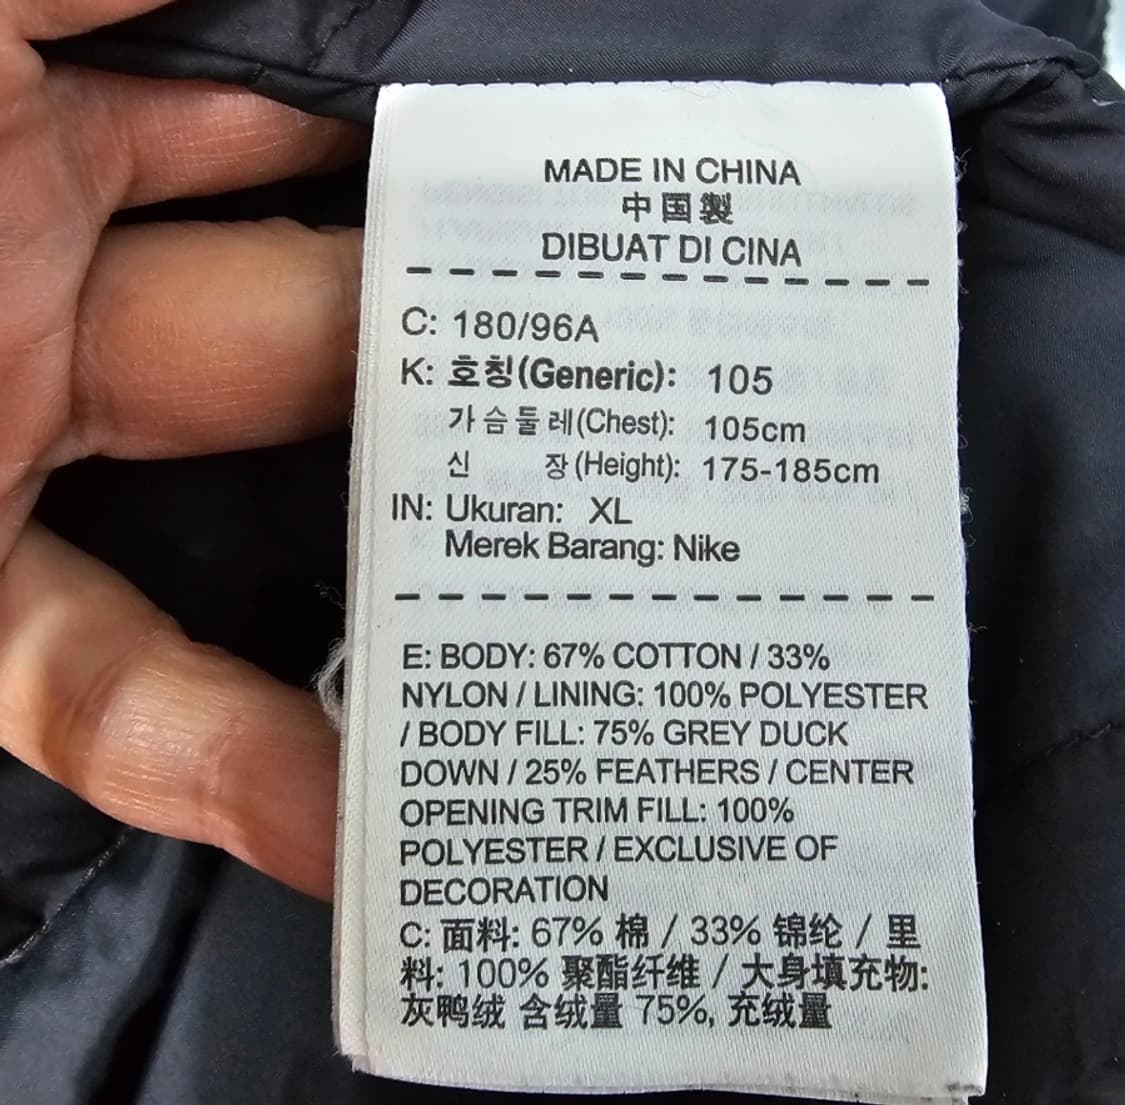 MADE IN CHINA
中国製
DIBUAT DI CINA
C: 180/96A
K: 호칭(Generic): 105
가슴둘레(Chest): 105cm
신 장(Height): 175-185cm
IN: Ukuran: XL
Merek Barang: Nike
E: BODY: 67% COTTON / 33%
NYLON / LINING: 100% POLYESTER
/ BODY FILL: 75% GREY DUCK
DOWN / 25% FEATHERS / CENTER
OPENING TRIM FILL: 100%
POLYESTER / EXCLUSIVE OF
DECORATION
C: 面料: 67% 棉 / 33% 锦纶 / 里
料: 100% 聚酯纤维 / 大身填充物:
灰鸭绒 含绒量 75%, 充绒量